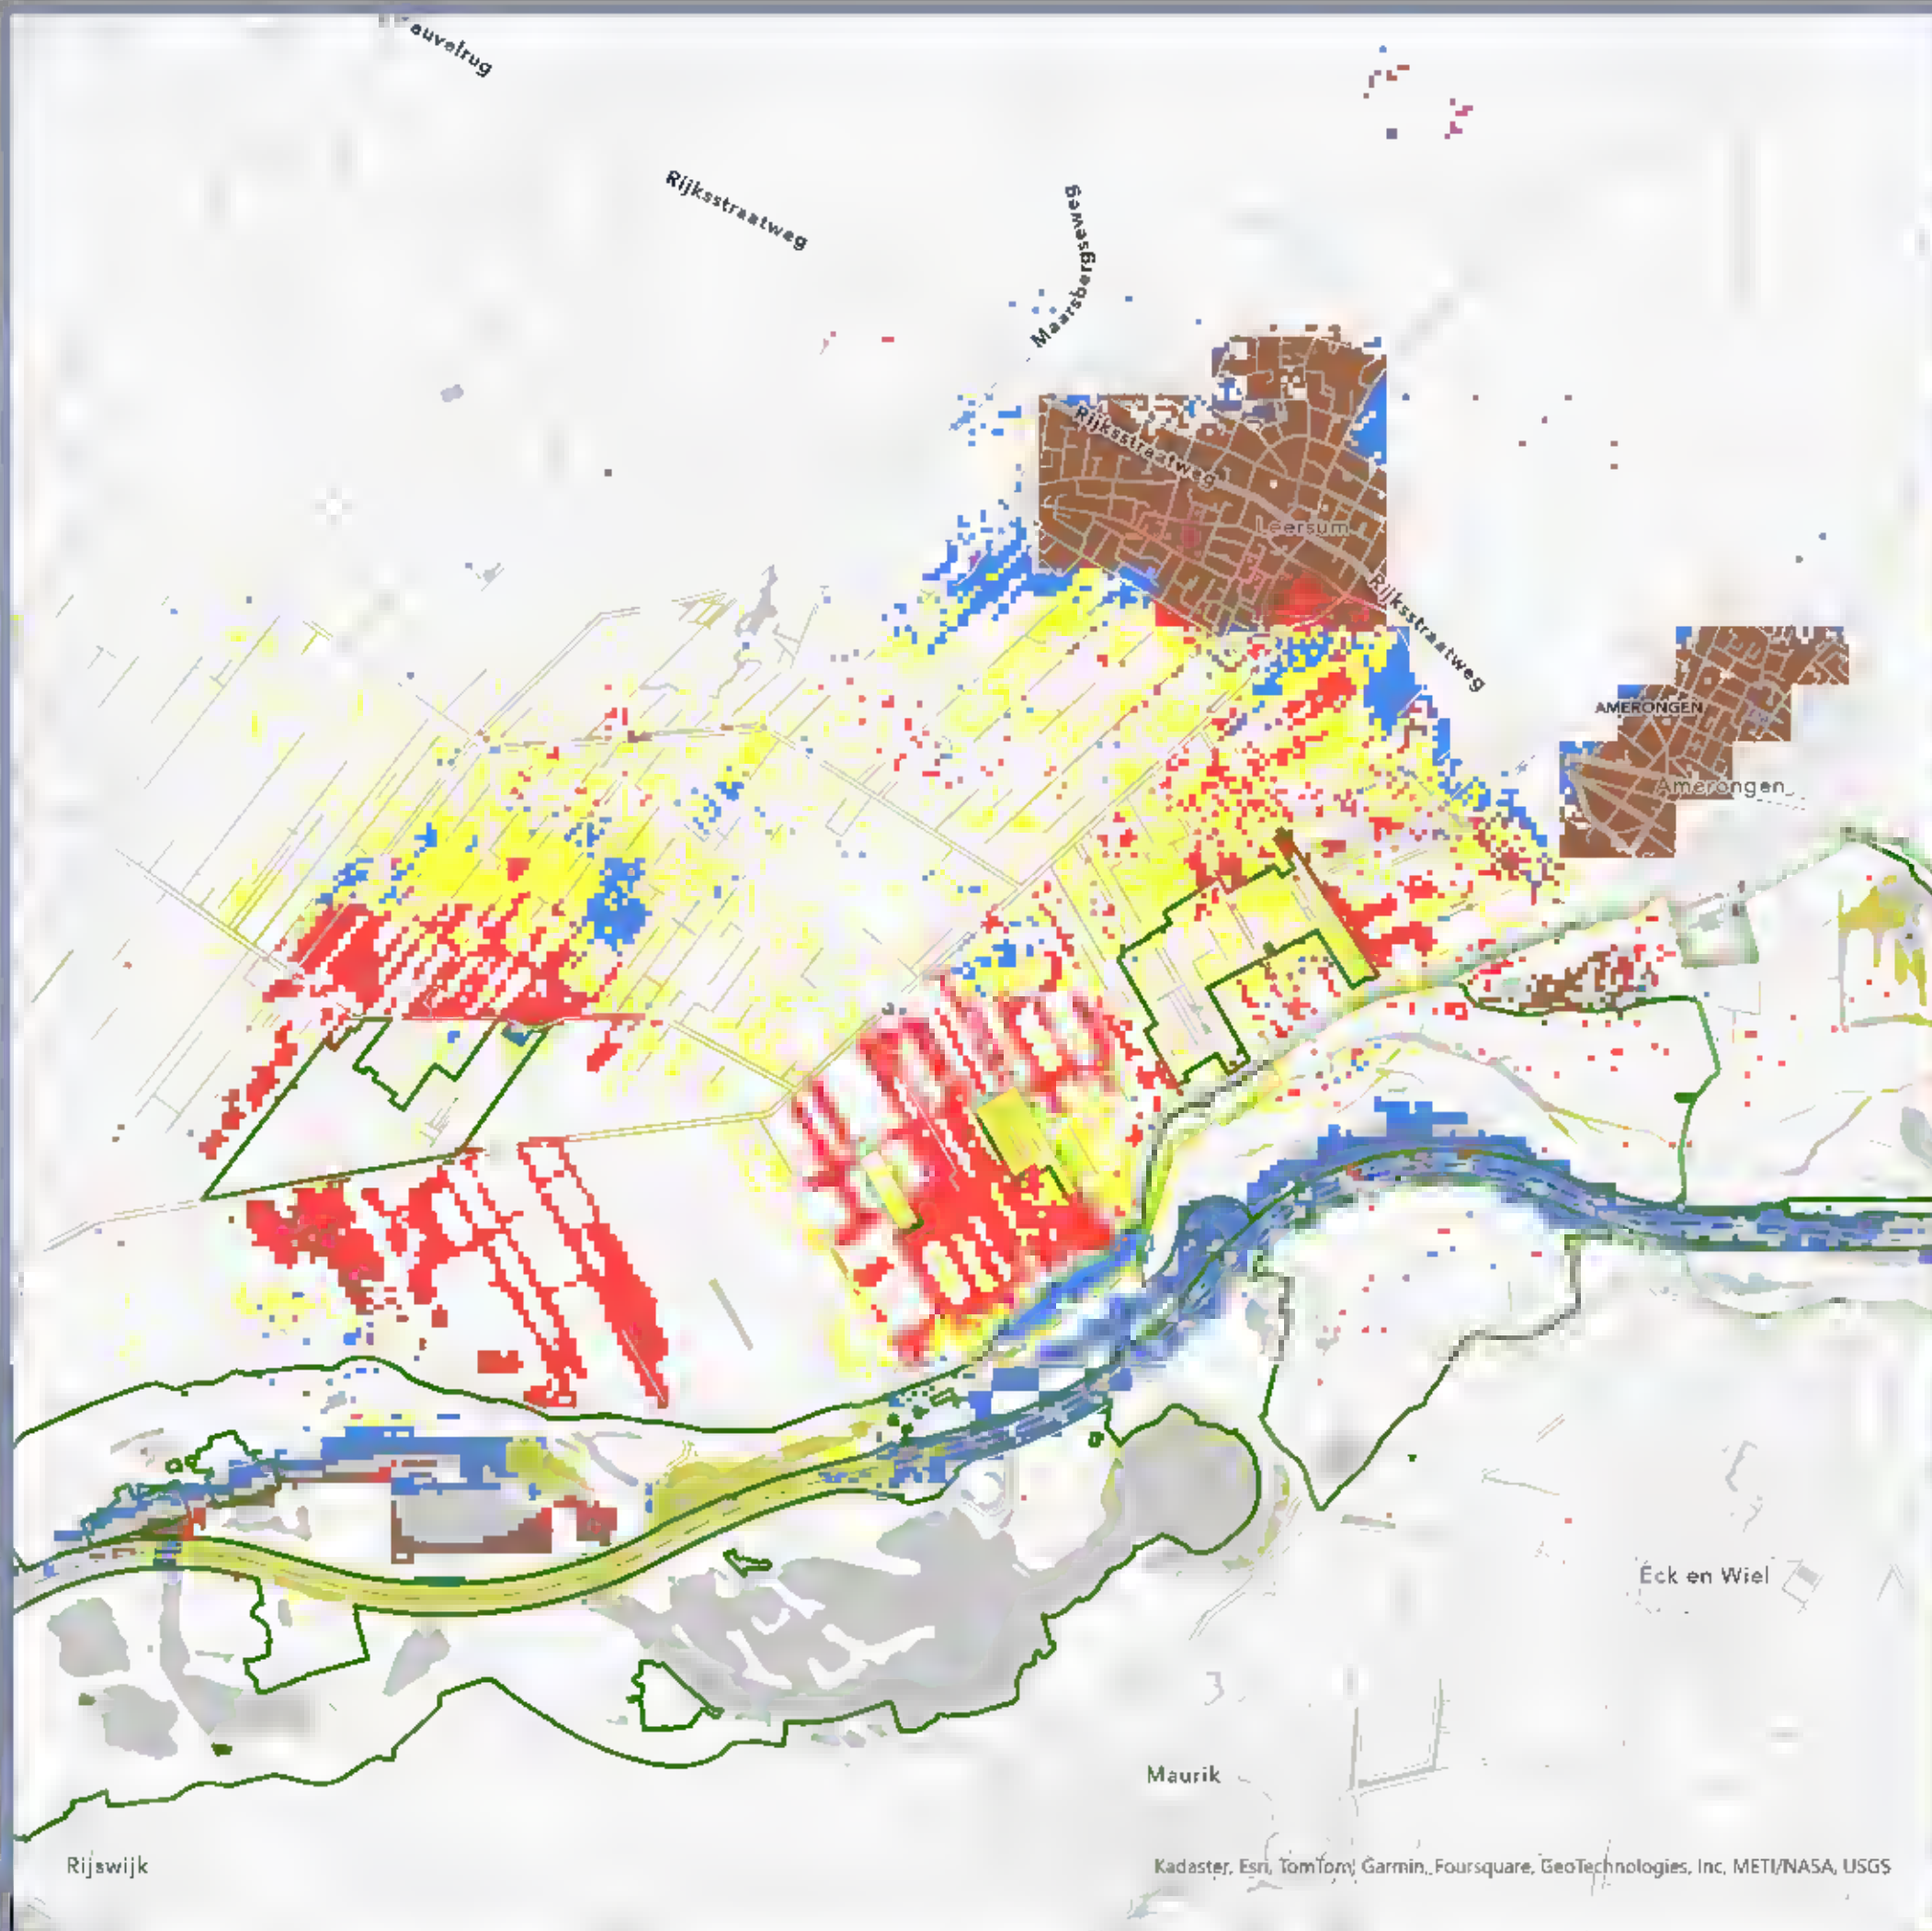 Rijksstraatweg
Maarsbergseweg
Rijksstraatweg
Leersum
Rijksstraatweg
AMERONGEN
Amerongen
Eck en Wiel
Maurik
Rijswijk
Kadaster, Esri, TomTom, Garmin, Foursquare, GeoTechnologies, Inc, METI/NASA, USGS